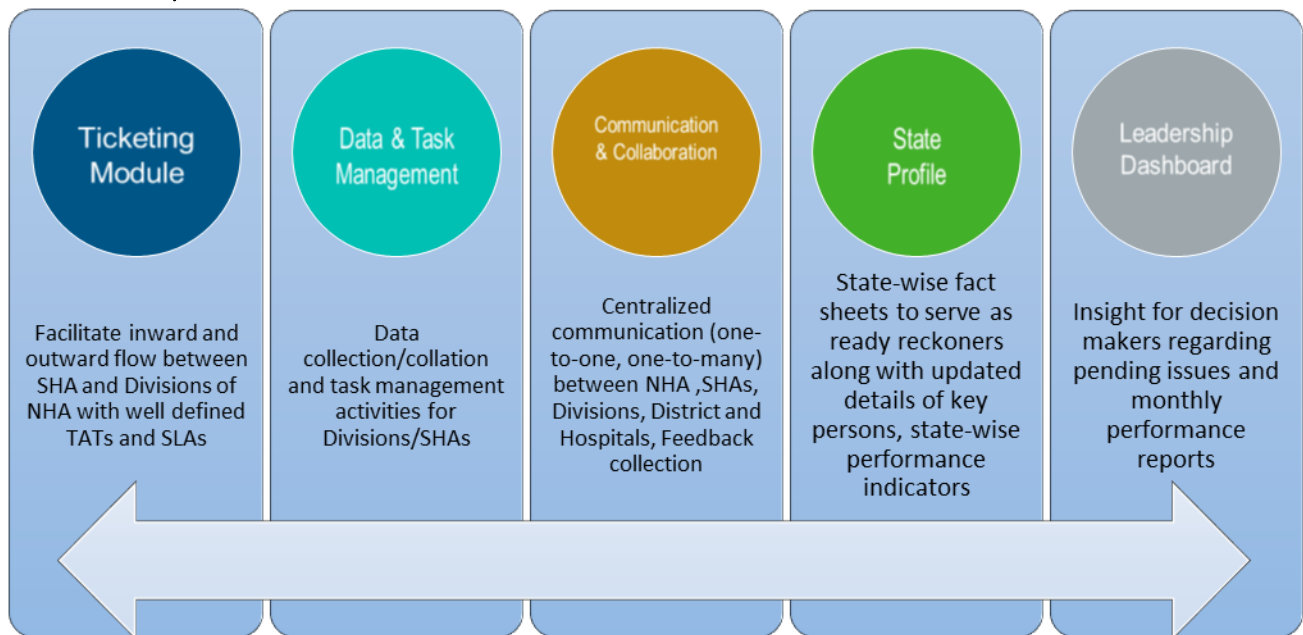 Ticketing
Module
Facilitate inward and
outward flow between
SHA and Divisions of
NHA with well defined
TATs and SLAs
Data & Task
Management
Data
collection/collation
and task management
activities for
Divisions/SHAs
Communication
& Collaboration
Centralized
communication (one-
to-one, one-to-many)
between NHA ,SHAs,
Divisions, District and
Hospitals, Feedback
collection
State
Profile
State-wise fact
sheets to serve as
ready reckoners
along with updated
details of key
persons, state-wise
performance
indicators
Leadership
Dashboard
Insight for decision
makers regarding
pending issues and
monthly
performance
reports